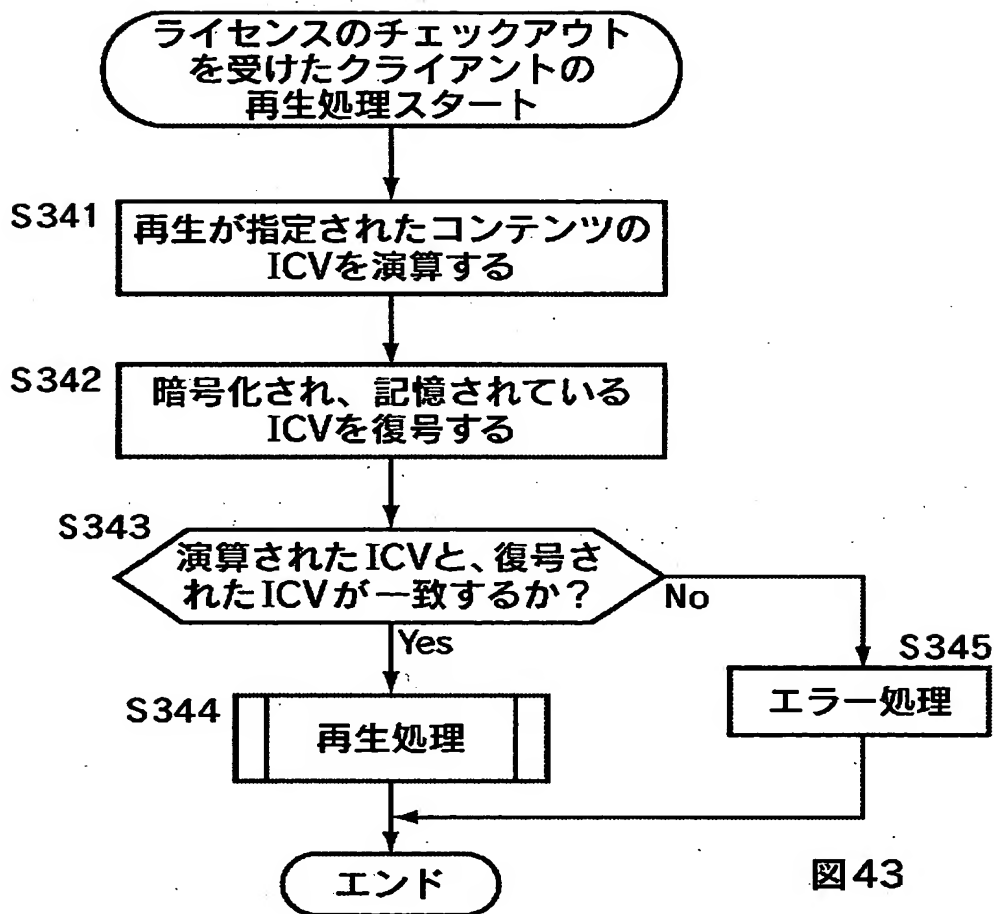 ライセンスのチェックアウト
を受けたクライアントの
再生処理スタート
S341
再生が指定されたコンテンツの
ICVを演算する
S342
暗号化され、記憶されている
ICVを復号する
S343
演算されたICVと、復号さ
れたICVが一致するか?
No
Yes
S344
再生処理
S345
エラー処理
エンド
図43